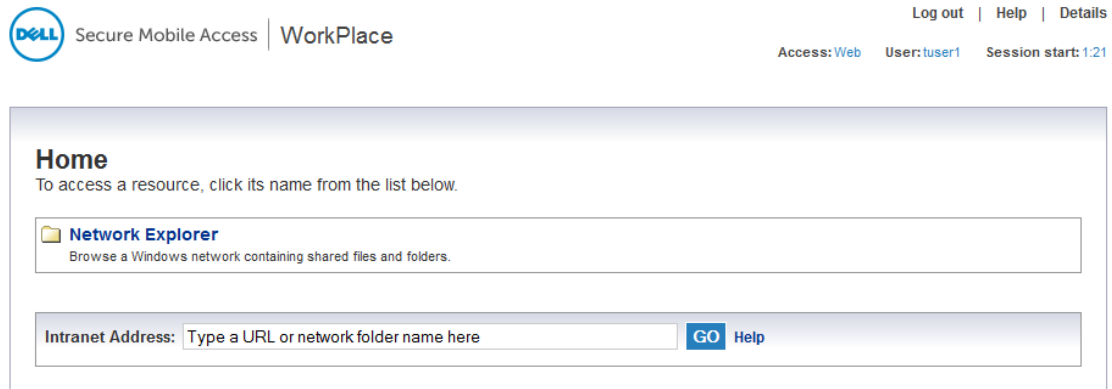 Log out | Help | Details
DELL Secure Mobile Access | WorkPlace
Access: Web User: tuser1 Session start: 1:21
Home
To access a resource, click its name from the list below.
Network Explorer
Browse a Windows network containing shared files and folders.
Intranet Address: Type a URL or network folder name here GO Help